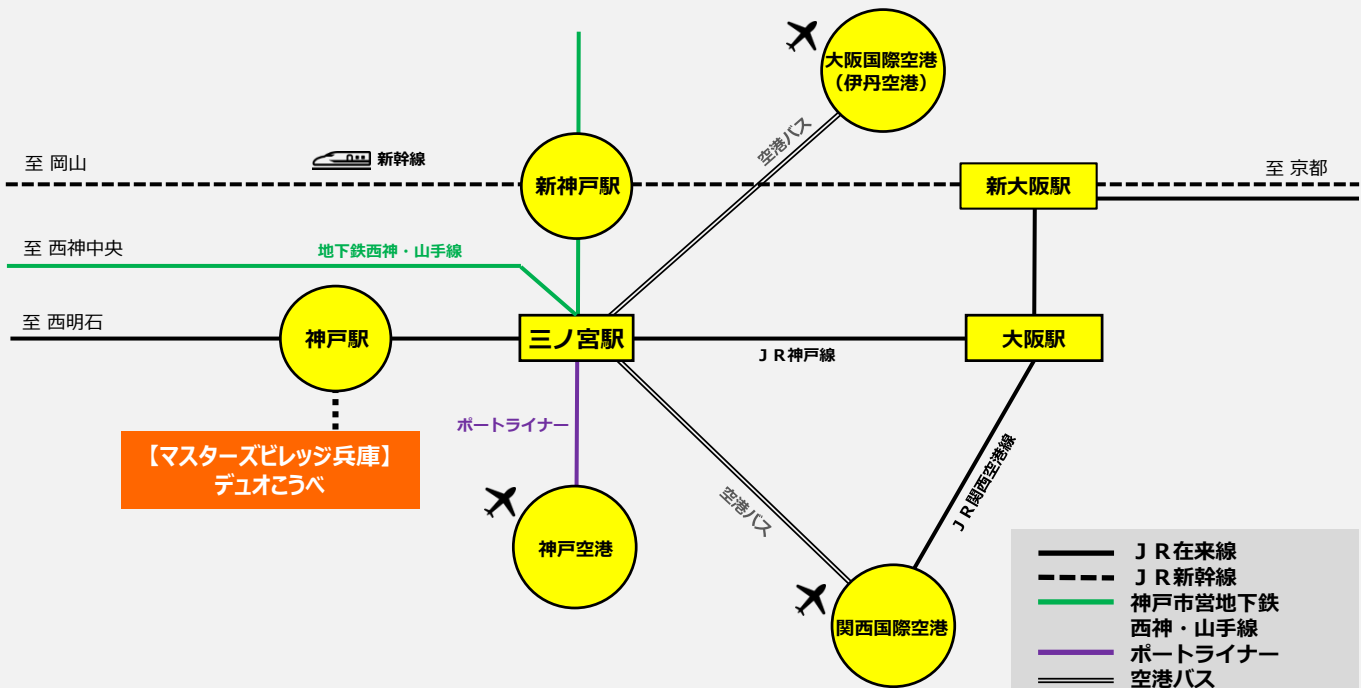 大阪国際空港
（伊丹空港）
空港バス
至 岡山
新幹線
新神戸駅
新大阪駅
至 京都
至 西神中央
地下鉄西神・山手線
至 西明石
神戸駅
三ノ宮駅
ＪＲ神戸線
大阪駅
ポートライナー
【マスターズビレッジ兵庫】
デュオこうべ
空港バス
ＪＲ関西空港線
神戸空港
関西国際空港
ＪＲ在来線
ＪＲ新幹線
神戸市営地下鉄
西神・山手線
ポートライナー
空港バス